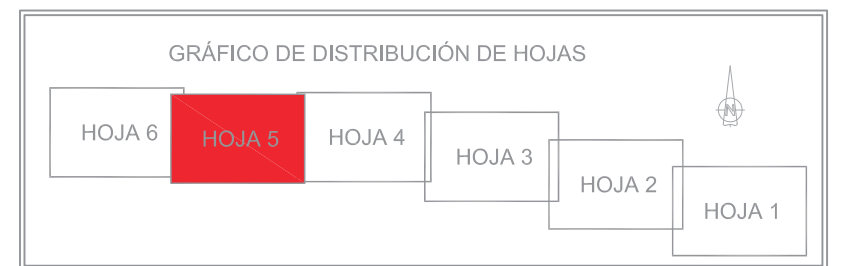 GRÁFICO DE DISTRIBUCIÓN DE HOJAS
N
HOJA 6
HOJA 5
HOJA 4
HOJA 3
HOJA 2
HOJA 1